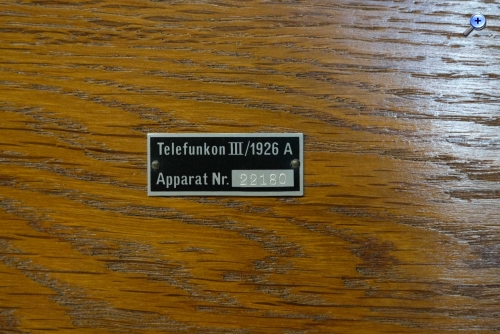 Telefunkon III/1926 A
Apparat Nr. 22180